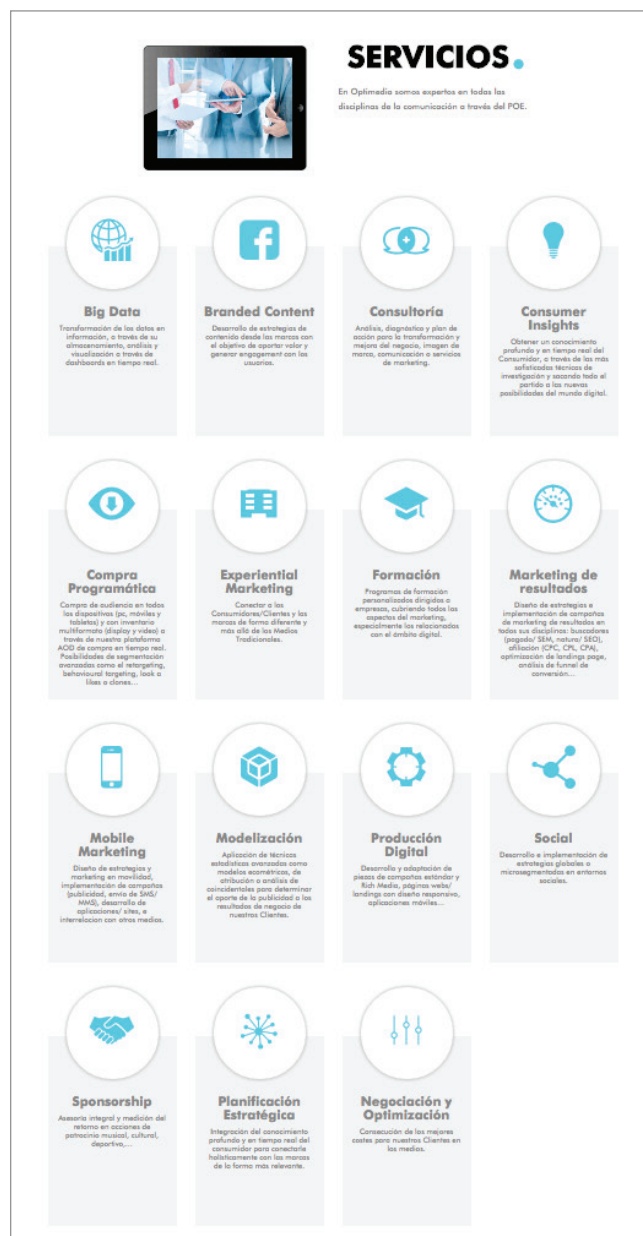 SERVICIOS.
En Optimedia somos expertos en todas las
disciplinas de la comunicación a través del POE.
Big Data
Transformación de los datos en
información, a través de su
almacenamiento, análisis y
visualización a través de
dashboards en tiempo real.
Branded Content
Desarrollo de estrategias de
contenido desde las marcas con
el objetivo de aportar valor y
generar engagement con los
usuarios.
Consultoría
Análisis, diagnóstico y plan de
acción para la transformación y
mejora del negocio, imagen de
marca, comunicación o servicios
de marketing.
Consumer
Insights
Obtener un conocimiento
profundo y en tiempo real del
Consumidor, a través de las más
sofisticadas técnicas de
investigación y sacando todo el
partido a las nuevas
posibilidades del mundo digital.
Compra
Programática
Compra de audiencia en todos
los dispositivos (pc, móviles y
tabletas) y con inventario
multiformato (display y video) a
través de nuestra plataforma
AOD de compra en tiempo real.
Posibilidades de segmentación
avanzadas como el retargeting,
behavioural targeting, look a
likes o clones...
Experiential
Marketing
Conectar a los
Consumidores/Clientes y las
marcas de forma diferente y
más allá de los Medios
Tradicionales.
Formación
Programas de formación
personalizados dirigidos a
empresas, cubriendo todos los
aspectos del marketing,
especialmente los relacionados
con el ámbito digital.
Marketing de
resultados
Diseño de estrategias e
implementación de campañas
de marketing de resultados en
todas sus disciplinas: buscadores
(pagado/ SEM, natura/ SEO),
afiliación (CPC, CPL, CPA),
optimización de landings page,
análisis de funnel de
conversión...
Mobile
Marketing
Diseño de estrategias y
marketing en movilidad,
implementación de campañas
(publicidad, envío de SMS/
MMS), desarrollo de
aplicaciones/ sites, e
interrelacion con otros medios.
Modelización
Aplicación de técnicas
estadísticas avanzadas como
modelos ecométricos, de
atribución o análisis de
coincidentales para determinar
el aporte de la publicidad a los
resultados de negocio de
nuestros Clientes.
Producción
Digital
Desarrollo y adaptación de
piezas de campañas estándar y
Rich Media, páginas webs/
landings con diseño responsivo,
aplicaciones móviles...
Social
Desarrollo e implementación de
estrategias globales o
microsegmentadas en entornos
sociales.
Sponsorship
Asesoría integral y medición del
retorno en acciones de
patrocinio musical, cultural,
deportivo,...
Planificación
Estratégica
Integración del conocimiento
profundo y en tiempo real del
consumidor para conectarle
holísticamente con las marcas
de la forma más relevante.
Negociación y
Optimización
Consecución de los mejores
costes para nuestros Clientes en
los medios.